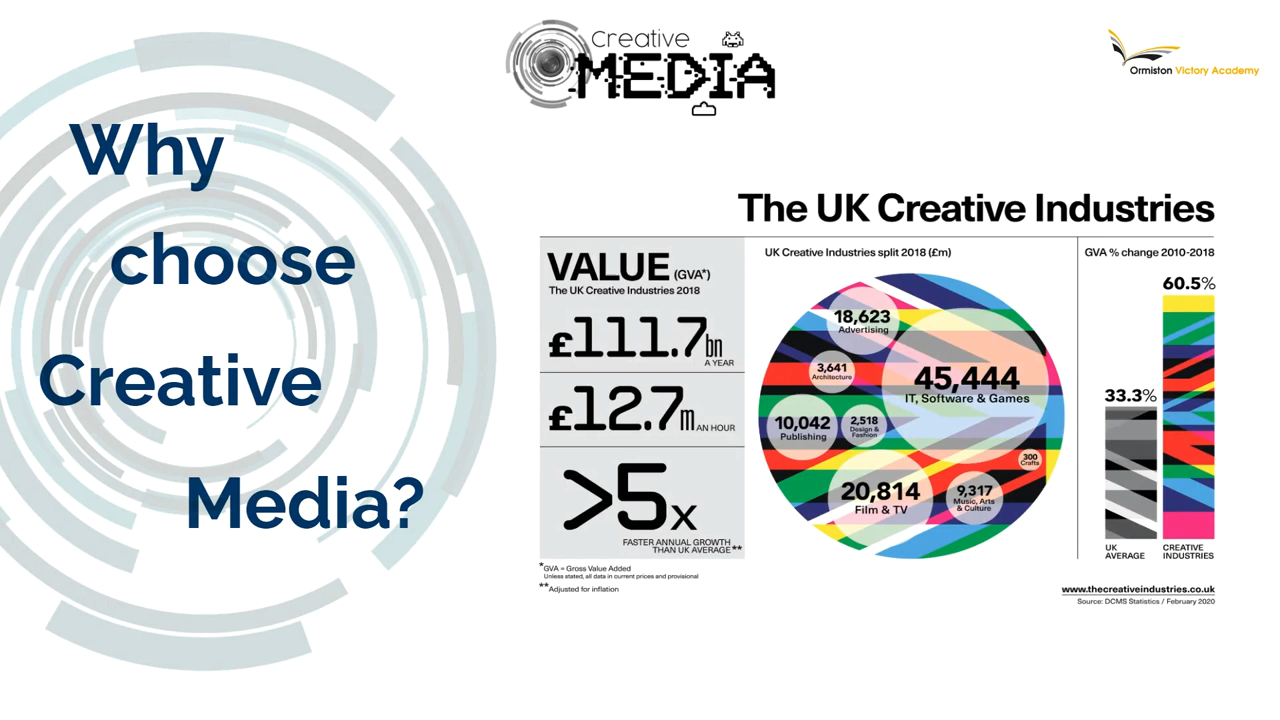 Creative
MEDIA
Ormiston Victory Academy
Why
choose
Creative
Media?
The UK Creative Industries
VALUE (GVA*)
The UK Creative Industries 2018
£111.7bn
A YEAR
£12.7m AN HOUR
>5x
FASTER ANNUAL GROWTH
THAN UK AVERAGE**
*GVA = Gross Value Added
Unless stated, all data in current prices and provisional
**Adjusted for inflation
UK Creative Industries split 2018 (£m)
18,623
Advertising
3,641
Architecture
45,444
IT, Software & Games
10,042
Publishing
2,518
Design &
Fashion
300
Crafts
20,814
Film & TV
9,317
Music, Arts
& Culture
GVA % change 2010-2018
60.5%
33.3%
UK
AVERAGE
CREATIVE
INDUSTRIES
www.thecreativeindustries.co.uk
Source: DCMS Statistics / February 2020